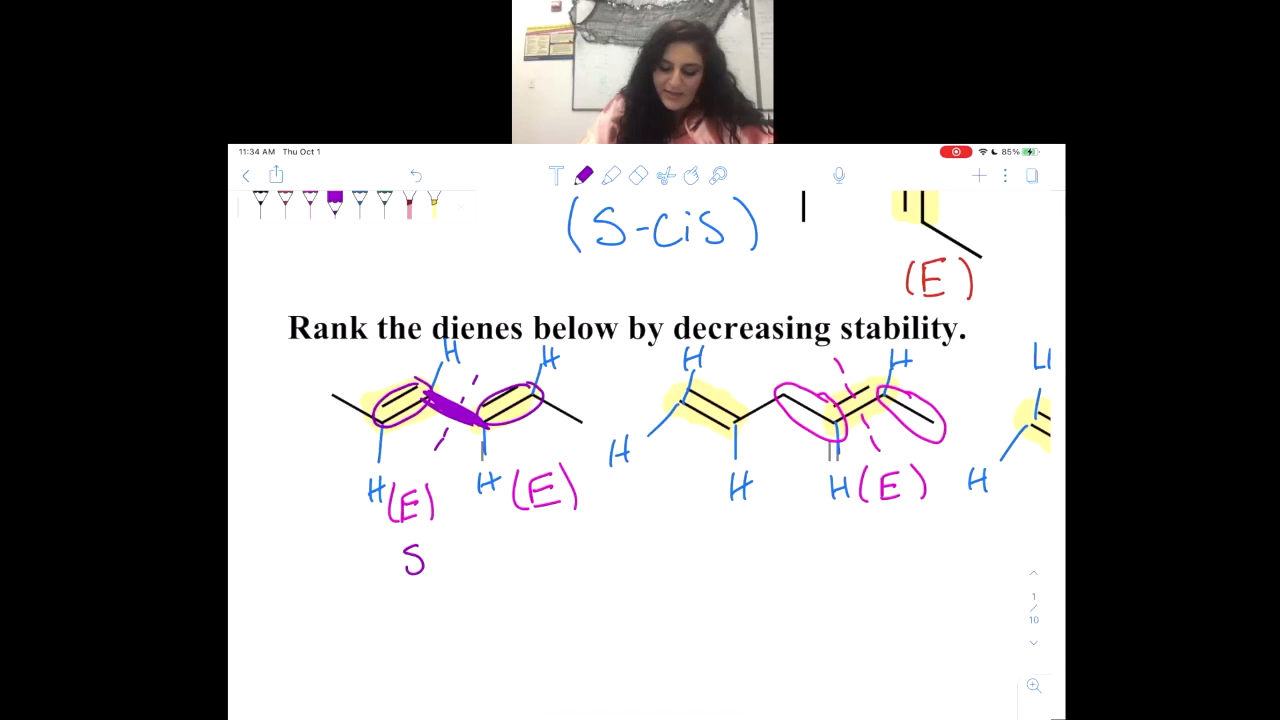 11:34 AM Thu Oct 1
85%
T
(S-cis)
(E)
Rank the dienes below by decreasing stability.
H H H H
H H H H (E) H
(E) (E)
S
1
/
10